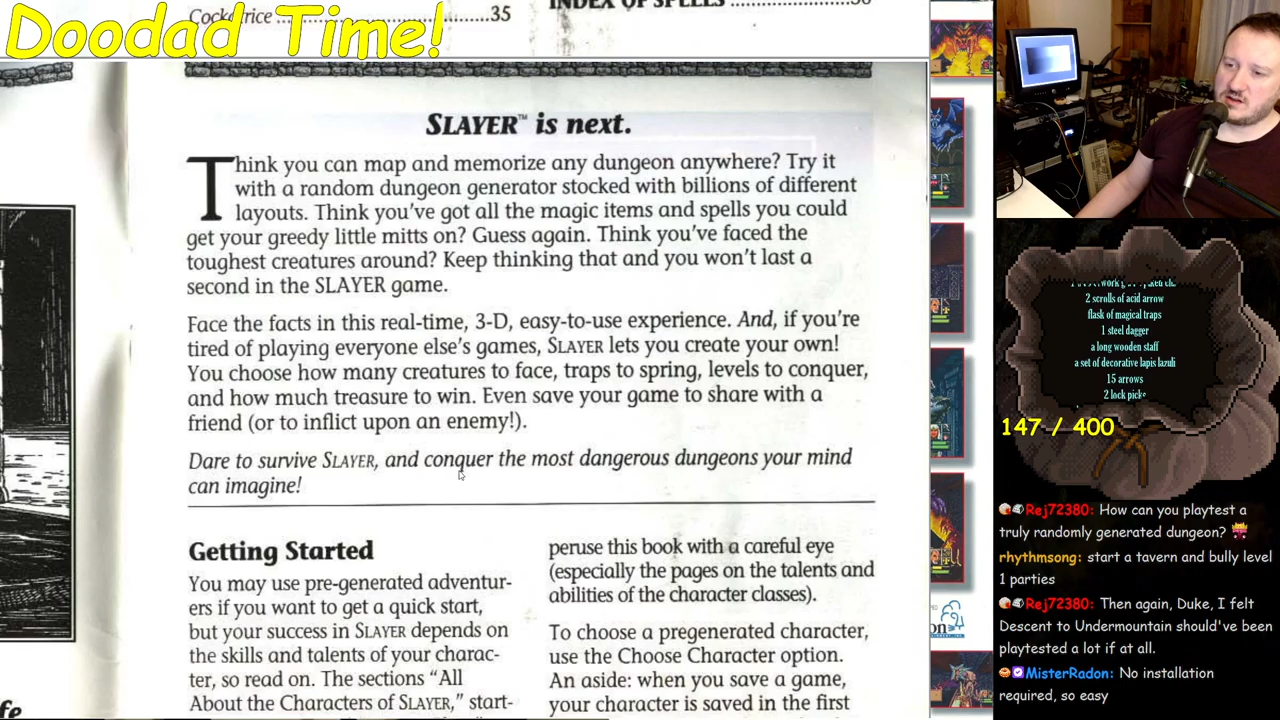 Doodad Time!
35
SLAYER™ is next.
Think you can map and memorize any dungeon anywhere? Try it
with a random dungeon generator stocked with billions of different
layouts. Think you've got all the magic items and spells you could
get your greedy little mitts on? Guess again. Think you've faced the
toughest creatures around? Keep thinking that and you won't last a
second in the SLAYER game.
Face the facts in this real-time, 3-D, easy-to-use experience. And, if you're
tired of playing everyone else's games, SLAYER lets you create your own!
You choose how many creatures to face, traps to spring, levels to conquer,
and how much treasure to win. Even save your game to share with a
friend (or to inflict upon an enemy!).
Dare to survive SLAYER, and conquer the most dangerous dungeons your mind
can imagine!
Getting Started
You may use pre-generated adventur-
ers if you want to get a quick start,
but your success in SLAYER depends on
the skills and talents of your charac-
ter, so read on. The sections "All
About the Characters of SLAYER," start-
peruse this book with a careful eye
(especially the pages on the talents and
abilities of the character classes).
To choose a pregenerated character,
use the Choose Character option.
An aside: when you save a game,
your character is saved in the first
2 scrolls of acid arrow
flask of magical traps
1 steel dagger
a long wooden staff
a set of decorative lapis lazuli
15 arrows
2 lock picks
147 / 400
Rej72380: How can you playtest a
truly randomly generated dungeon?
rhythmsong: start a tavern and bully level
1 parties
Rej72380: Then again, Duke, I felt
Descent to Undermountain should've been
playtested a lot if at all.
MisterRadon: No installation
required, so easy